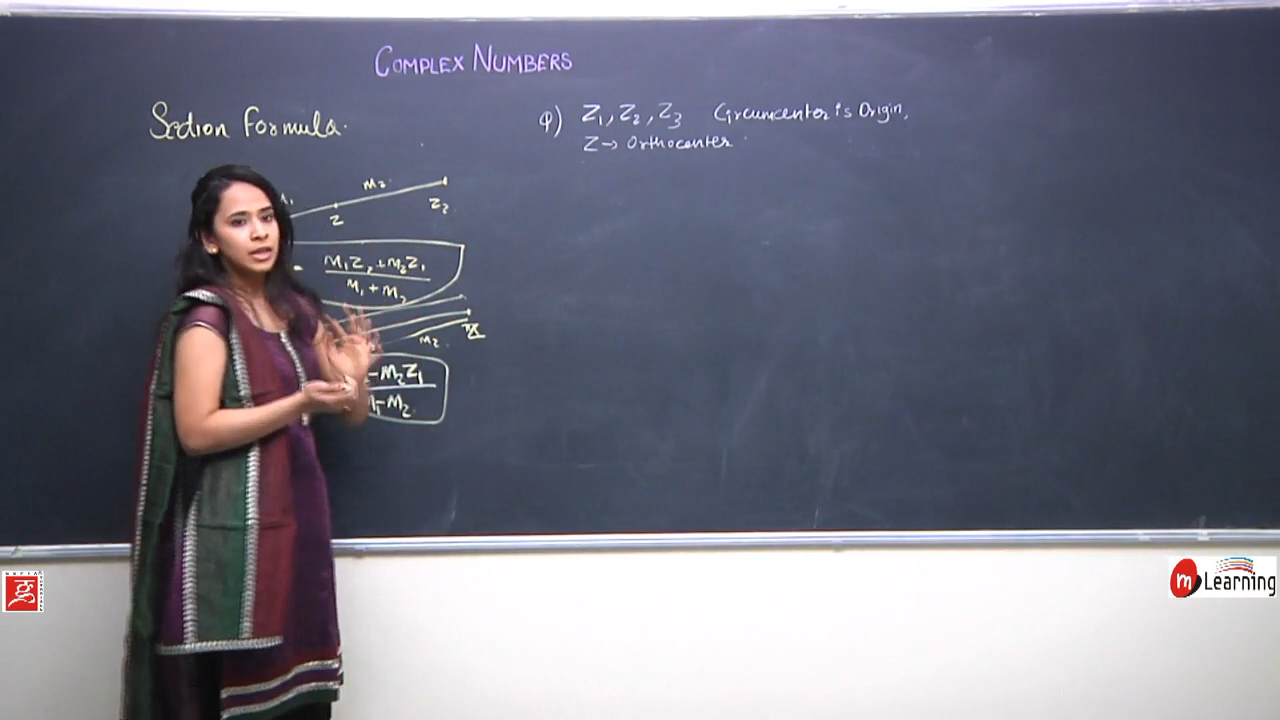 COMPLEX NUMBERS
Section Formula.
Q) Z1, Z2, Z3 Circumcenter is Origin,
Z → Orthocenter
M1 M2
Z Z2
= M1Z2 + M2Z1
M1 + M2
M2
- M2Z1
M1 - M2
m Learning